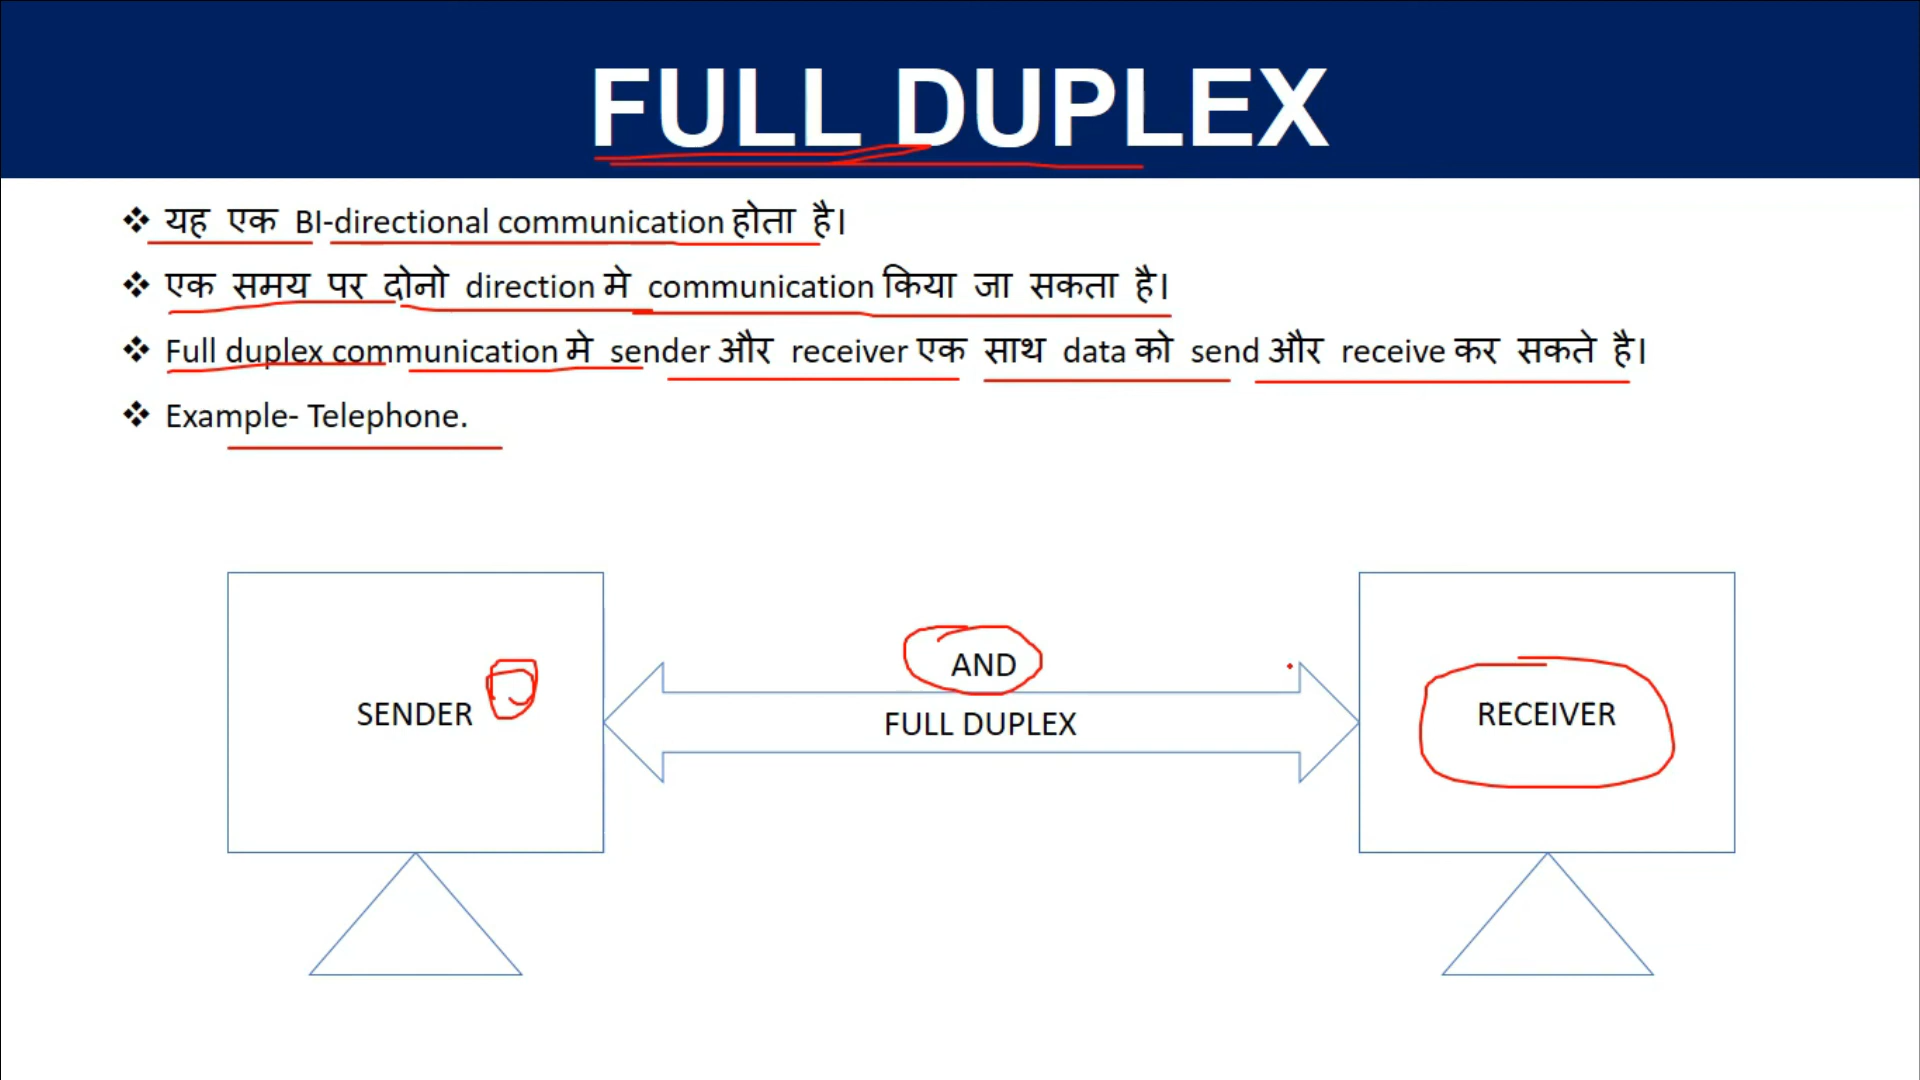 FULL DUPLEX
❖ यह एक BI-directional communication होता है।
❖ एक समय पर दोनो direction मे communication किया जा सकता है।
❖ Full duplex communication मे sender और receiver एक साथ data को send और receive कर सकते है।
❖ Example- Telephone.
AND
SENDER
FULL DUPLEX
RECEIVER